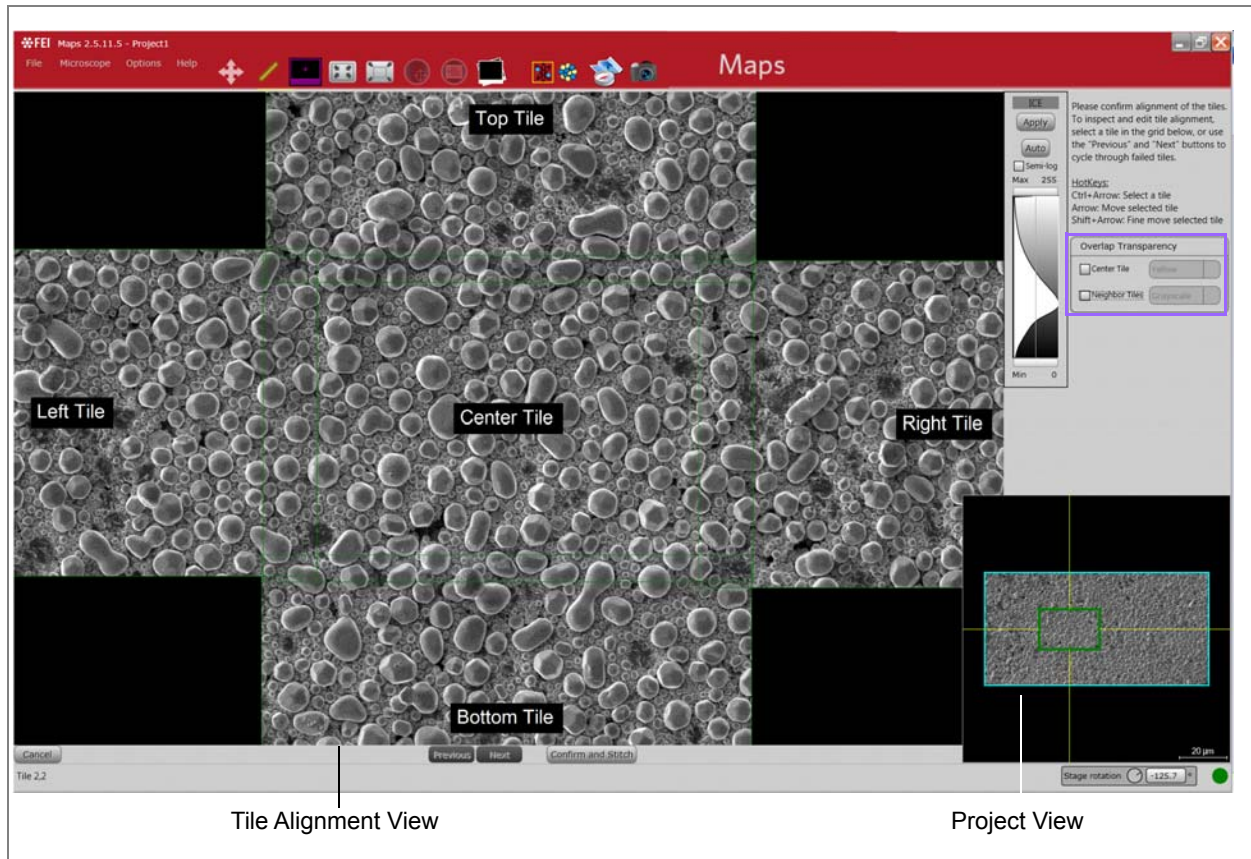 FEI Maps 2.5.11.5 - Project1
File Microscope Options Help
Maps
Top Tile
Left Tile
Center Tile
Right Tile
Bottom Tile
ICE
Apply
Auto
Semi-log
Max 255
Min 0
Please confirm alignment of the tiles.
To inspect and edit tile alignment,
select a tile in the grid below, or use
the "Previous" and "Next" buttons to
cycle through failed tiles.
HotKeys:
Ctrl+Arrow: Select a tile
Arrow: Move selected tile
Shift+Arrow: Fine move selected tile
Overlap Transparency
Center Tile Yellow
Neighbor Tiles Grayscale
20 µm
Cancel Previous Next Confirm and Stitch
Tile 2,2
Stage rotation -125.7 °
Tile Alignment View
Project View